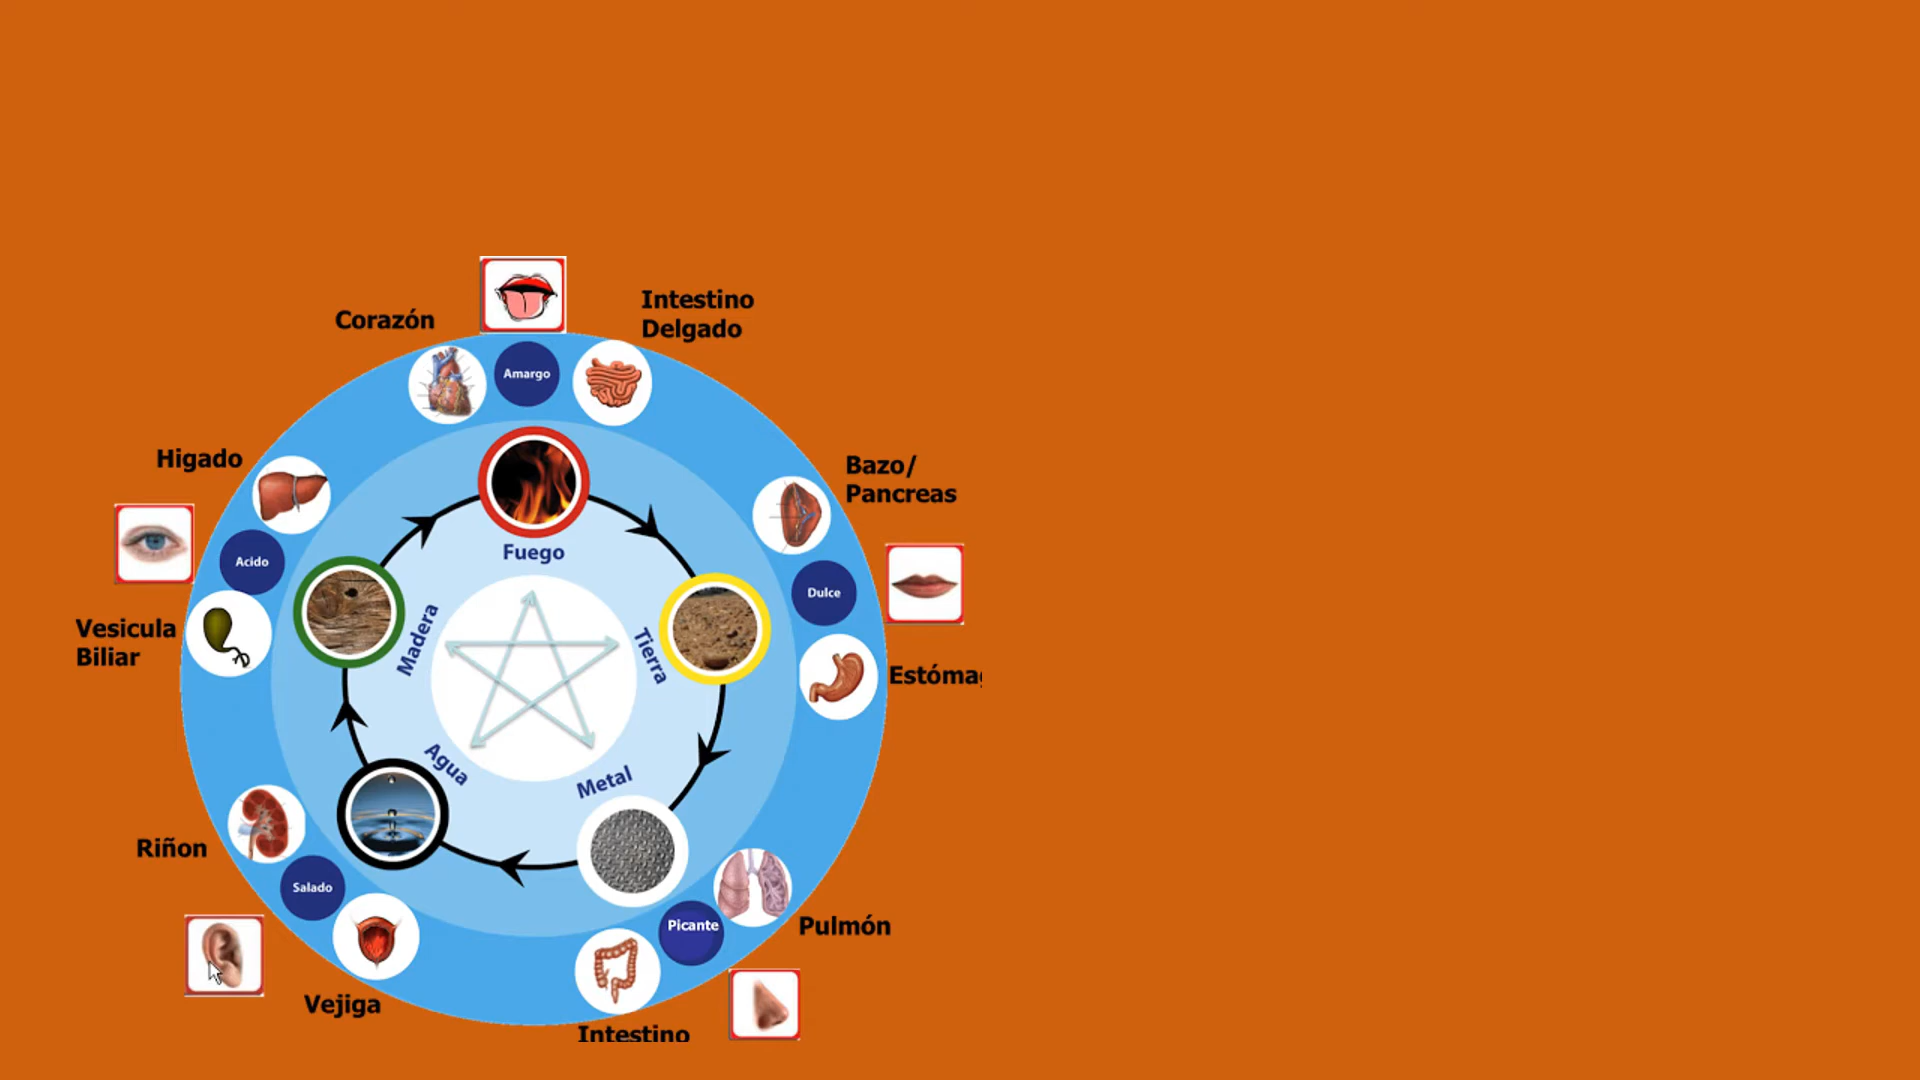 Corazón
Intestino
Delgado
Amargo
Higado
Bazo/
Pancreas
Fuego
Acido
Dulce
Vesicula
Biliar
Madera
Tierra
Estóma
Agua
Metal
Riñon
Salado
Picante
Pulmón
Vejiga
Intestino